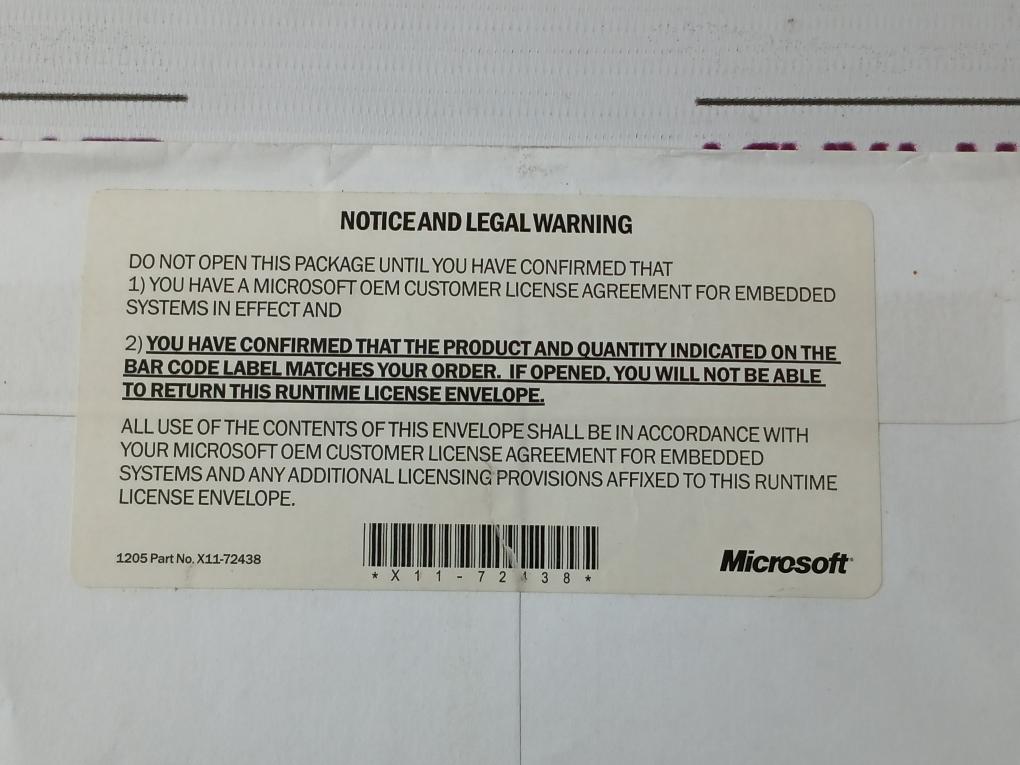 NOTICE AND LEGAL WARNING
DO NOT OPEN THIS PACKAGE UNTIL YOU HAVE CONFIRMED THAT
1) YOU HAVE A MICROSOFT OEM CUSTOMER LICENSE AGREEMENT FOR EMBEDDED
SYSTEMS IN EFFECT AND
2) YOU HAVE CONFIRMED THAT THE PRODUCT AND QUANTITY INDICATED ON THE
BAR CODE LABEL MATCHES YOUR ORDER. IF OPENED, YOU WILL NOT BE ABLE
TO RETURN THIS RUNTIME LICENSE ENVELOPE.
ALL USE OF THE CONTENTS OF THIS ENVELOPE SHALL BE IN ACCORDANCE WITH
YOUR MICROSOFT OEM CUSTOMER LICENSE AGREEMENT FOR EMBEDDED
SYSTEMS AND ANY ADDITIONAL LICENSING PROVISIONS AFFIXED TO THIS RUNTIME
LICENSE ENVELOPE.
1205 Part No. X11-72438
*X11-72438*
Microsoft